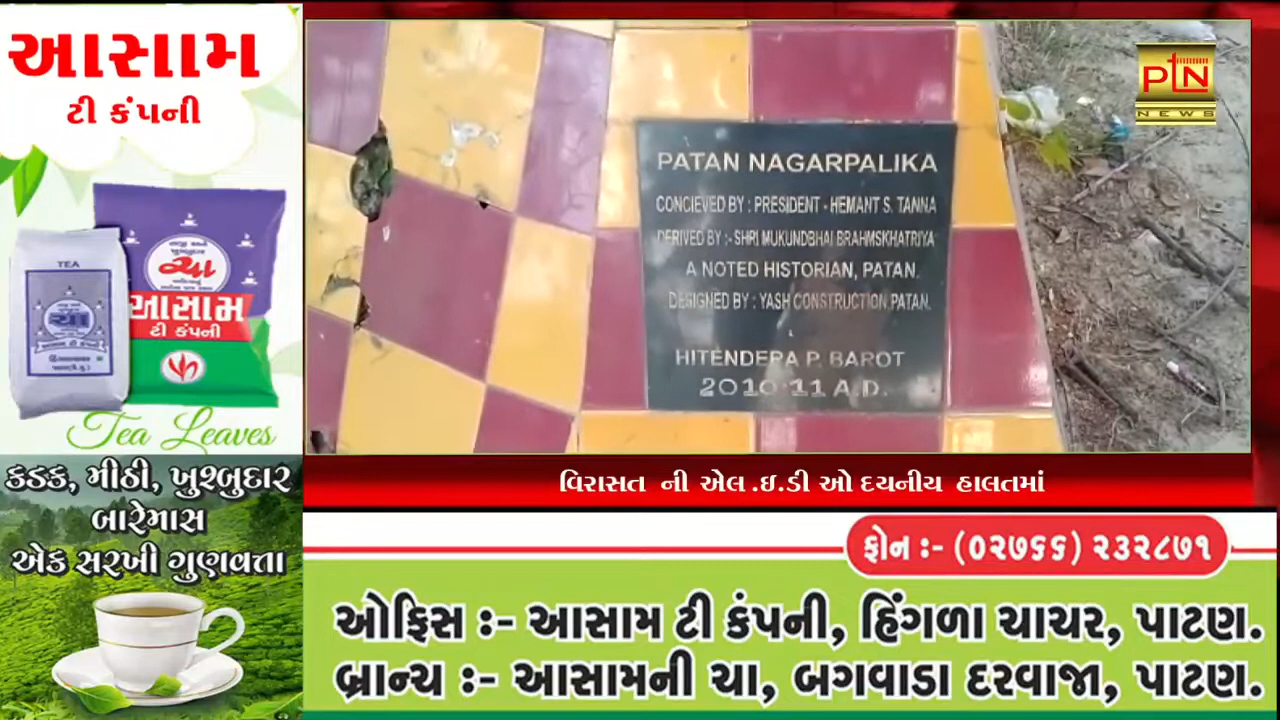 આસામ
ટી કંપની
TEA
ચા
ચા
આસામ
ટી કંપની
આસામ ટી કંપની
Tea Leaves
કડક, મીઠી, ખુશ્બુદાર
બારેમાસ
એક સરખી ગુણવત્તા
PTN
NEWS
PATAN NAGARPALIKA
CONCIEVED BY : PRESIDENT - HEMANT S. TANNA
DERIVED BY :- SHRI MUKUNDBHAI BRAHMSKHATRIYA
A NOTED HISTORIAN, PATAN.
DESIGNED BY : YASH CONSTRUCTION PATAN.
HITENDERA P. BAROT
2010 11 A.D.
વિરાસત ની એલ.ઇ.ડી ઓ દયનીય હાલતમાં
ફોન :- (૦૨૭૬૬) ૨૩૨૮૭૧
ઓફિસ :- આસામ ટી કંપની, હિંગળા ચાચર, પાટણ.
બ્રાન્ચ :- આસામની ચા, બગવાડા દરવાજા, પાટણ.